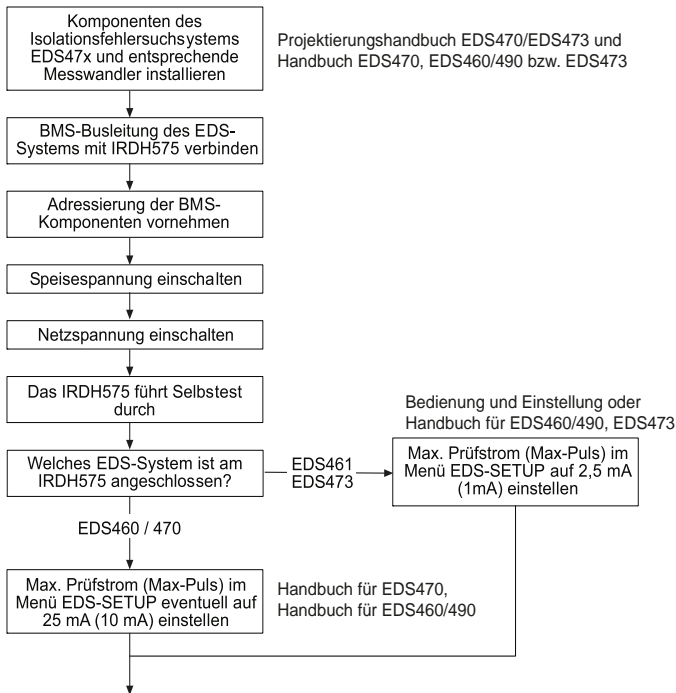 Komponenten des
Isolationsfehlersuchsystems
EDS47x und entsprechende
Messwandler installieren
Projektierungshandbuch EDS470/EDS473 und
Handbuch EDS470, EDS460/490 bzw. EDS473
BMS-Busleitung des EDS-
Systems mit IRDH575 verbinden
Adressierung der BMS-
Komponenten vornehmen
Speisespannung einschalten
Netzspannung einschalten
Das IRDH575 führt Selbstest
durch
Welches EDS-System ist am
IRDH575 angeschlossen?
EDS461
EDS473
Bedienung und Einstellung oder
Handbuch für EDS460/490, EDS473
Max. Prüfstrom (Max-Puls) im
Menü EDS-SETUP auf 2,5 mA
(1mA) einstellen
EDS460 / 470
Max. Prüfstrom (Max-Puls) im
Menü EDS-SETUP eventuell auf
25 mA (10 mA) einstellen
Handbuch für EDS470,
Handbuch für EDS460/490